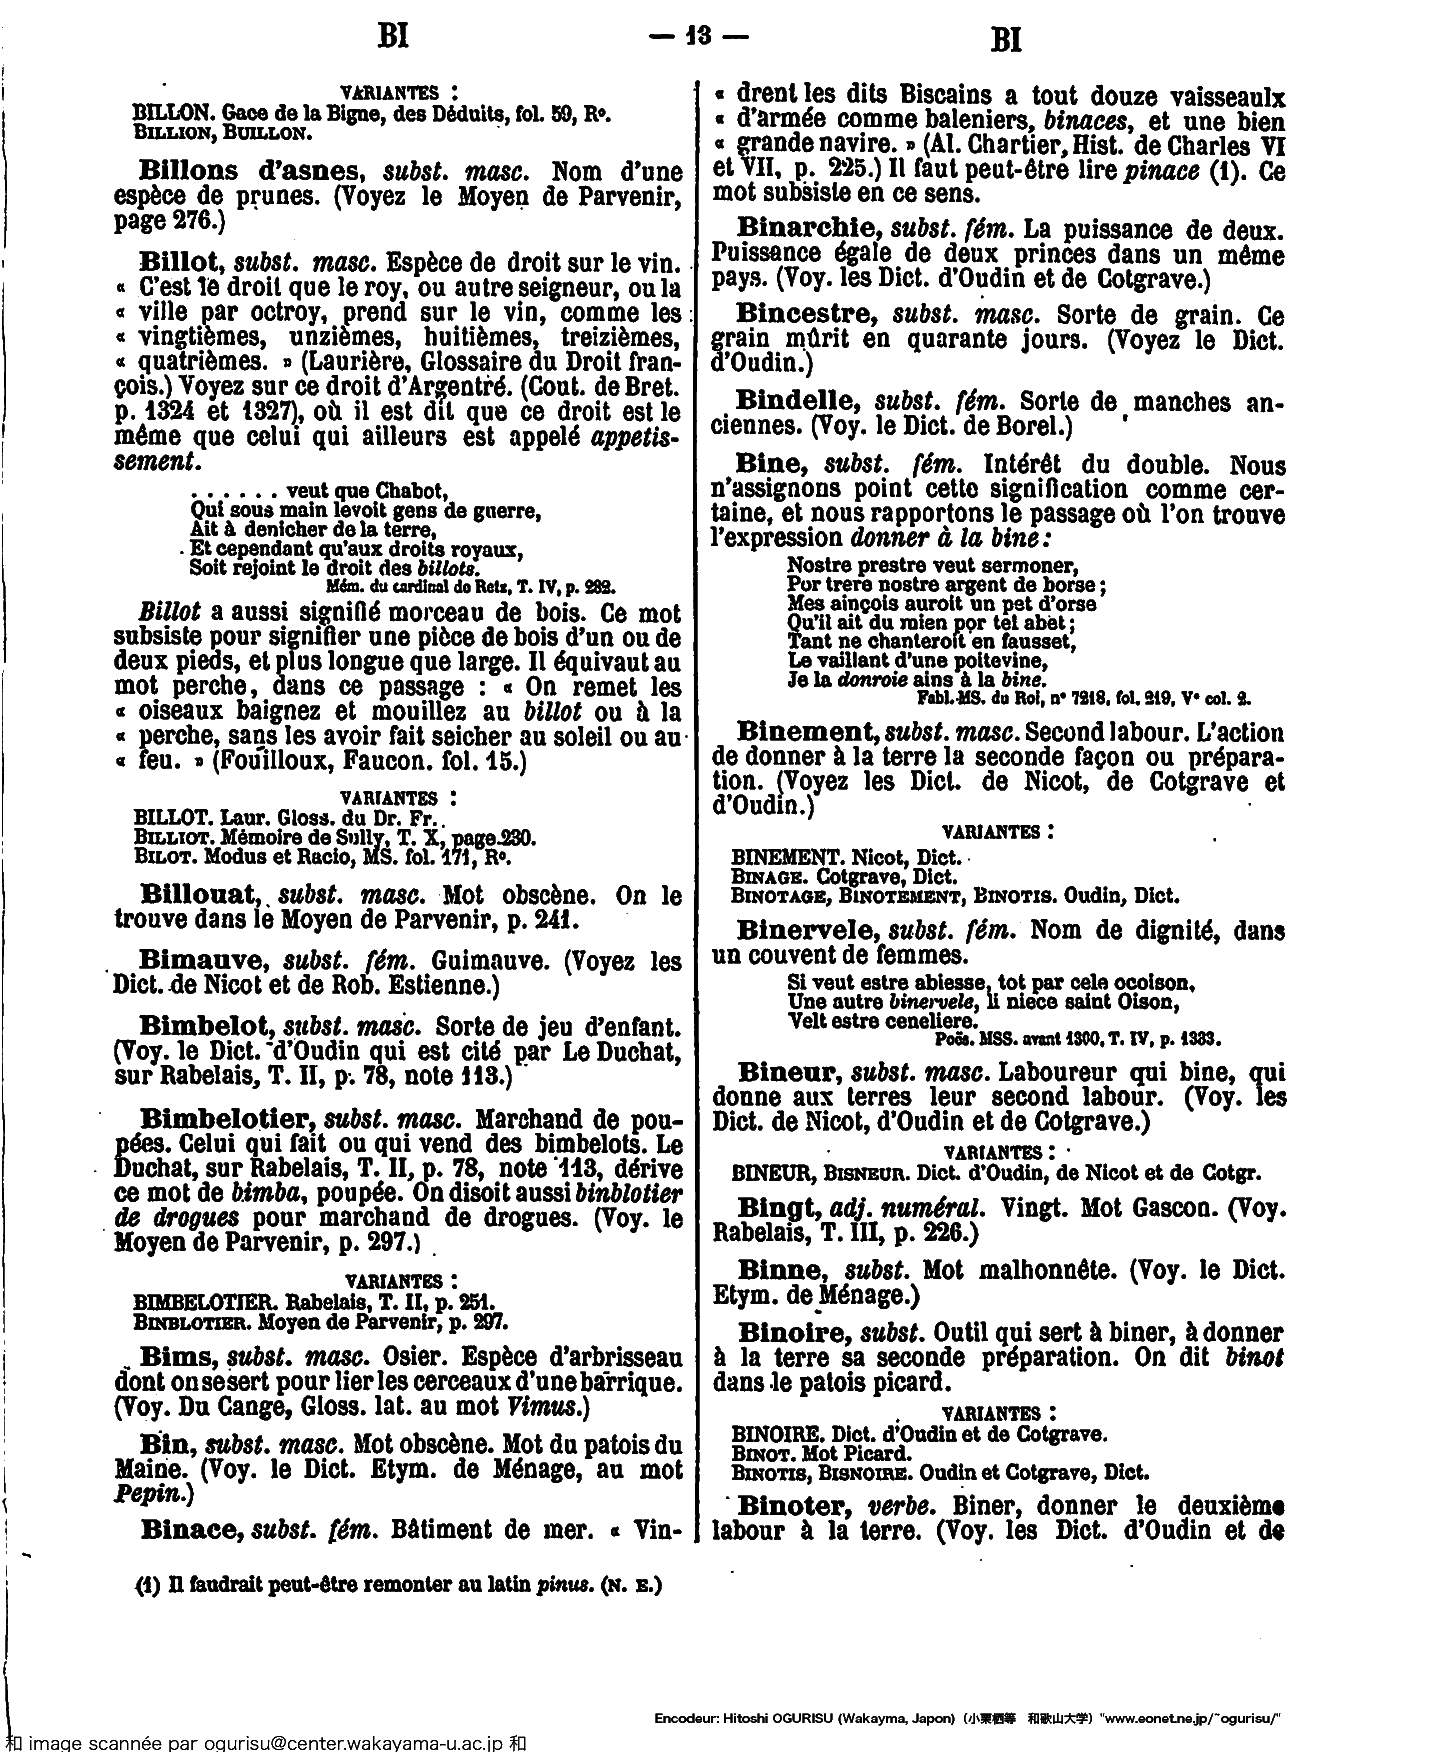 BI
— 13 —
BI
VARIANTES :
BILLON. Gace de la Bigne, des Déduits, fol. 59, R°.
BILLION, BUILLON.
Billons d'asnes, subst. masc. Nom d'une
espèce de prunes. (Voyez le Moyen de Parvenir,
page 276.)
Billot, subst. masc. Espèce de droit sur le vin.
« C'est le droit que le roy, ou autre seigneur, ou la
« ville par octroy, prend sur le vin, comme les
« vingtièmes, unzièmes, huitièmes, treizièmes,
« quatrièmes. » (Laurière, Glossaire du Droit fran-
çois.) Voyez sur ce droit d'Argentré. (Cout. de Bret.
p. 1324 et 1327), où il est dit que ce droit est le
même que celui qui ailleurs est appelé appetis-
sement.
. . . . . . veut que Chabot,
Qui sous main levoit gens de guerre,
Ait à denicher de la terre,
Et cependant qu'aux droits royaux,
Soit rejoint le droit des billots.
Mém. du cardinal de Retz, T. IV, p. 282.
Billot a aussi signifié morceau de bois. Ce mot
subsiste pour signifier une pièce de bois d'un ou de
deux pieds, et plus longue que large. Il équivaut au
mot perche, dans ce passage : « On remet les
« oiseaux baignez et mouillez au billot ou à la
« perche, sans les avoir fait seicher au soleil ou au
« feu. » (Fouilloux, Faucon. fol. 15.)
VARIANTES :
BILLOT. Laur. Gloss. du Dr. Fr.
BILLIOT. Mémoire de Sully, T. X, page 230.
BILOT. Modus et Racio, MS. fol. 171, R°.
Billouat, subst. masc. Mot obscène. On le
trouve dans le Moyen de Parvenir, p. 241.
Bimauve, subst. fém. Guimauve. (Voyez les
Dict. de Nicot et de Rob. Estienne.)
Bimbelot, subst. masc. Sorte de jeu d'enfant.
(Voy. le Dict. d'Oudin qui est cité par Le Duchat,
sur Rabelais, T. II, p. 78, note 113.)
Bimbelotier, subst. masc. Marchand de pou-
pées. Celui qui fait ou qui vend des bimbelots. Le
Duchat, sur Rabelais, T. II, p. 78, note 113, dérive
ce mot de bimba, poupée. On disoit aussi binblotier
de drogues pour marchand de drogues. (Voy. le
Moyen de Parvenir, p. 297.)
VARIANTES :
BIMBELOTIER. Rabelais, T. II, p. 251.
BINBLOTIER. Moyen de Parvenir, p. 297.
Bims, subst. masc. Osier. Espèce d'arbrisseau
dont on se sert pour lier les cerceaux d'une barrique.
(Voy. Du Cange, Gloss. lat. au mot Vimus.)
Bin, subst. masc. Mot obscène. Mot du patois du
Maine. (Voy. le Dict. Etym. de Ménage, au mot
Pepin.)
Binace, subst. fém. Bâtiment de mer. « Vin-
« drent les dits Biscains a tout douze vaisseaulx
« d'armée comme baleniers, binaces, et une bien
« grande navire. » (Al. Chartier, Hist. de Charles VI
et VII, p. 225.) Il faut peut-être lire pinace (1). Ce
mot subsiste en ce sens.
Binarchie, subst. fém. La puissance de deux.
Puissance égale de deux princes dans un même
pays. (Voy. les Dict. d'Oudin et de Cotgrave.)
Bincestre, subst. masc. Sorte de grain. Ce
grain mûrit en quarante jours. (Voyez le Dict.
d'Oudin.)
Bindelle, subst. fém. Sorte de manches an-
ciennes. (Voy. le Dict. de Borel.)
Bine, subst. fém. Intérêt du double. Nous
n'assignons point cette signification comme cer-
taine, et nous rapportons le passage où l'on trouve
l'expression donner à la bine :
Nostre prestre veut sermoner,
Por trere nostre argent de borse ;
Mes ainçois auroit un pet d'orse
Qu'il ait du mien por tel abet ;
Tant ne chanteroit en fausset,
Le vaillant d'une poitevine,
Je la donroie ains à la bine.
Fabl. MS. du Roi, n° 7218, fol. 219, V° col. 2.
Binement, subst. masc. Second labour. L'action
de donner à la terre la seconde façon ou prépara-
tion. (Voyez les Dict. de Nicot, de Cotgrave et
d'Oudin.)
VARIANTES :
BINEMENT. Nicot, Dict.
BINAGE. Cotgrave, Dict.
BINOTAGE, BINOTEMENT, BINOTIS. Oudin, Dict.
Binervele, subst. fém. Nom de dignité, dans
un couvent de femmes.
Si veut estre abiesse, tot par cele ocoison,
Une autre binervele, li niece saint Oison,
Velt estre celeliere.
Poës. MSS. avant 1300, T. IV, p. 1333.
Bineur, subst. masc. Laboureur qui bine, qui
donne aux terres leur second labour. (Voy. les
Dict. de Nicot, d'Oudin et de Cotgrave.)
VARIANTES :
BINEUR, BISNEUR. Dict. d'Oudin, de Nicot et de Cotgr.
Bingt, adj. numéral. Vingt. Mot Gascon. (Voy.
Rabelais, T. III, p. 226.)
Binne, subst. Mot malhonnête. (Voy. le Dict.
Etym. de Ménage.)
Binoire, subst. Outil qui sert à biner, à donner
à la terre sa seconde préparation. On dit binot
dans le patois picard.
VARIANTES :
BINOIRE. Dict. d'Oudin et de Cotgrave.
BINOT. Mot Picard.
BINOTIS, BISNOIRE. Oudin et Cotgrave, Dict.
Binoter, verbe. Biner, donner le deuxième
labour à la terre. (Voy. les Dict. d'Oudin et de
(1) Il faudrait peut-être remonter au latin pinus. (N. E.)
Encodeur: Hitoshi OGURISU (Wakayma, Japon) (小栗栖等 和歌山大学) "www.eonet.ne.jp/~ogurisu/"
和 image scannée par ogurisu@center.wakayama-u.ac.jp 和